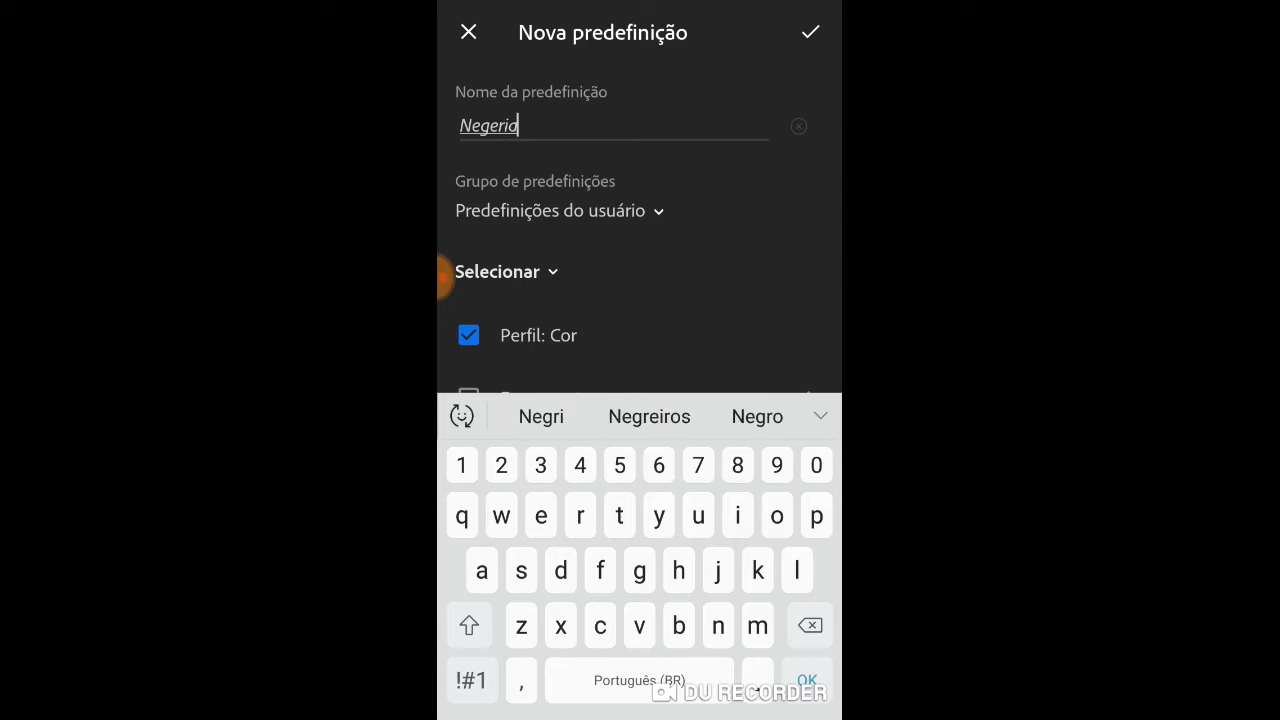 Nova predefinição
Nome da predefinição
Negerio
Grupo de predefinições
Predefinições do usuário
Selecionar
Perfil: Cor
Negri Negreiros Negro
1 2 3 4 5 6 7 8 9 0
q w e r t y u i o p
a s d f g h j k l
z x c v b n m
!#1 , Português (BR) . OK
DU RECORDER